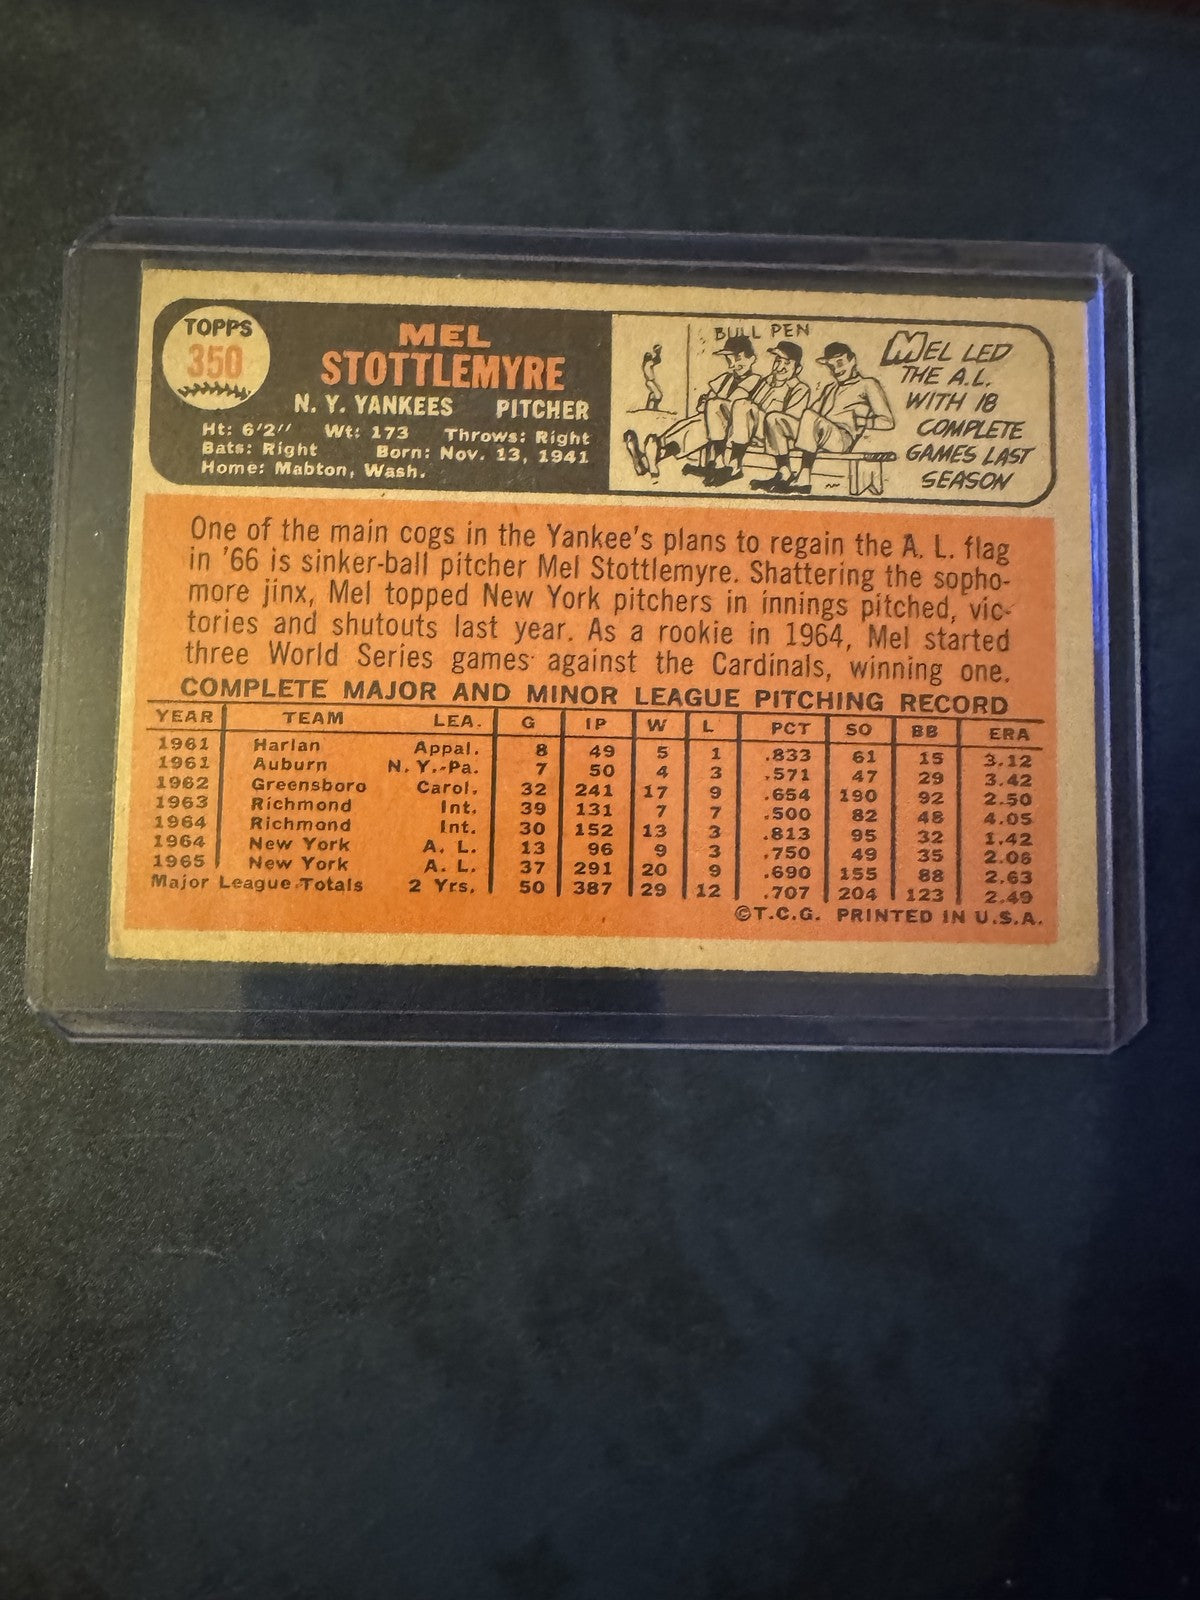 TOPPS
350
MEL
STOTTLEMYRE
N. Y. YANKEES PITCHER
Ht: 6'2" Wt: 173 Throws: Right
Bats: Right Born: Nov. 13, 1941
Home: Mabton, Wash.
BULL PEN
MEL LED
THE A.L.
WITH 18
COMPLETE
GAMES LAST
SEASON
One of the main cogs in the Yankee's plans to regain the A. L. flag
in '66 is sinker-ball pitcher Mel Stottlemyre. Shattering the sopho-
more jinx, Mel topped New York pitchers in innings pitched, vic-
tories and shutouts last year. As a rookie in 1964, Mel started
three World Series games against the Cardinals, winning one.
COMPLETE MAJOR AND MINOR LEAGUE PITCHING RECORD
YEAR TEAM LEA. G IP W L PCT SO BB ERA
1961 Harlan Appal. 8 49 5 1 .833 61 15 3.12
1961 Auburn N. Y.-Pa. 7 50 4 3 .571 47 29 3.42
1962 Greensboro Carol. 32 241 17 9 .654 190 92 2.50
1963 Richmond Int. 39 131 7 7 .500 82 48 4.05
1964 Richmond Int. 30 152 13 3 .813 95 32 1.42
1964 New York A. L. 13 96 9 3 .750 49 35 2.06
1965 New York A. L. 37 291 20 9 .690 155 88 2.63
Major League Totals 2 Yrs. 50 387 29 12 .707 204 123 2.49
©T.C.G. PRINTED IN U.S.A.